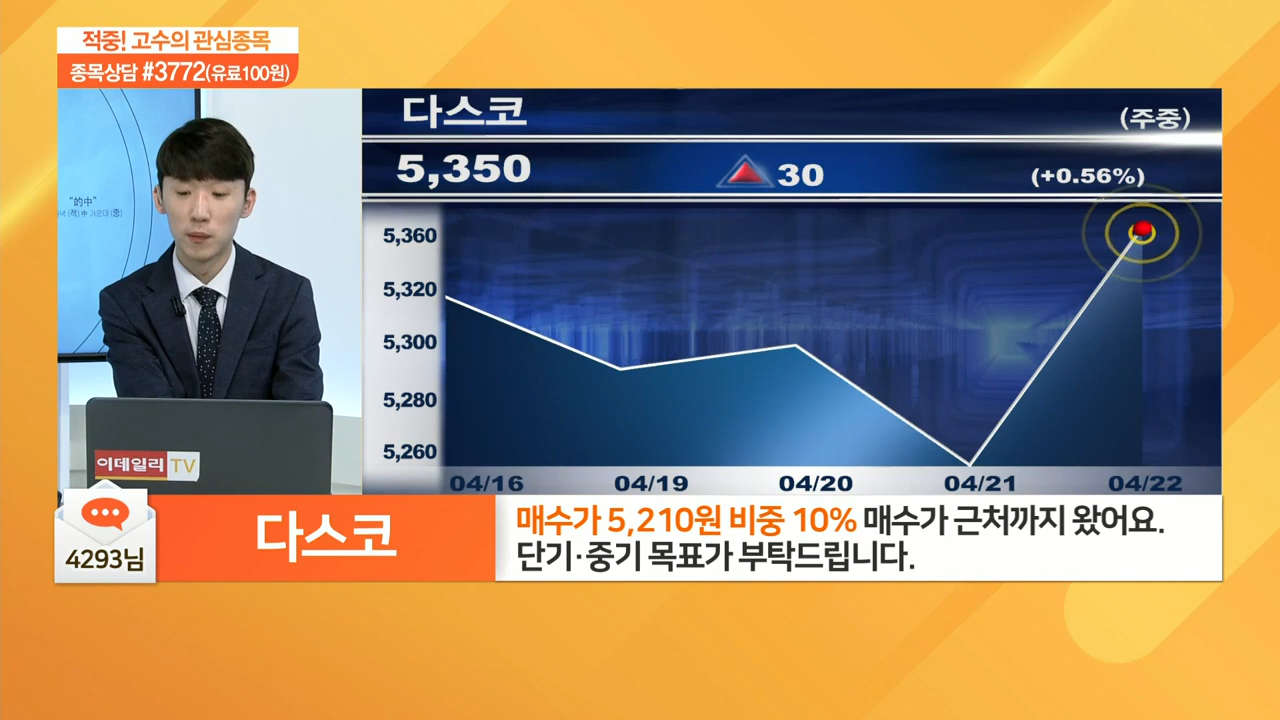 적중! 고수의 관심종목
종목상담 #3772(유료100원)
"的中"
다스코
(주중)
5,350
30
(+0.56%)
5,360
5,320
5,300
5,280
5,260
04/16
04/19
04/20
04/21
04/22
이데일리 TV
4293님
다스코
매수가 5,210원 비중 10% 매수가 근처까지 왔어요.
단기·중기 목표가 부탁드립니다.